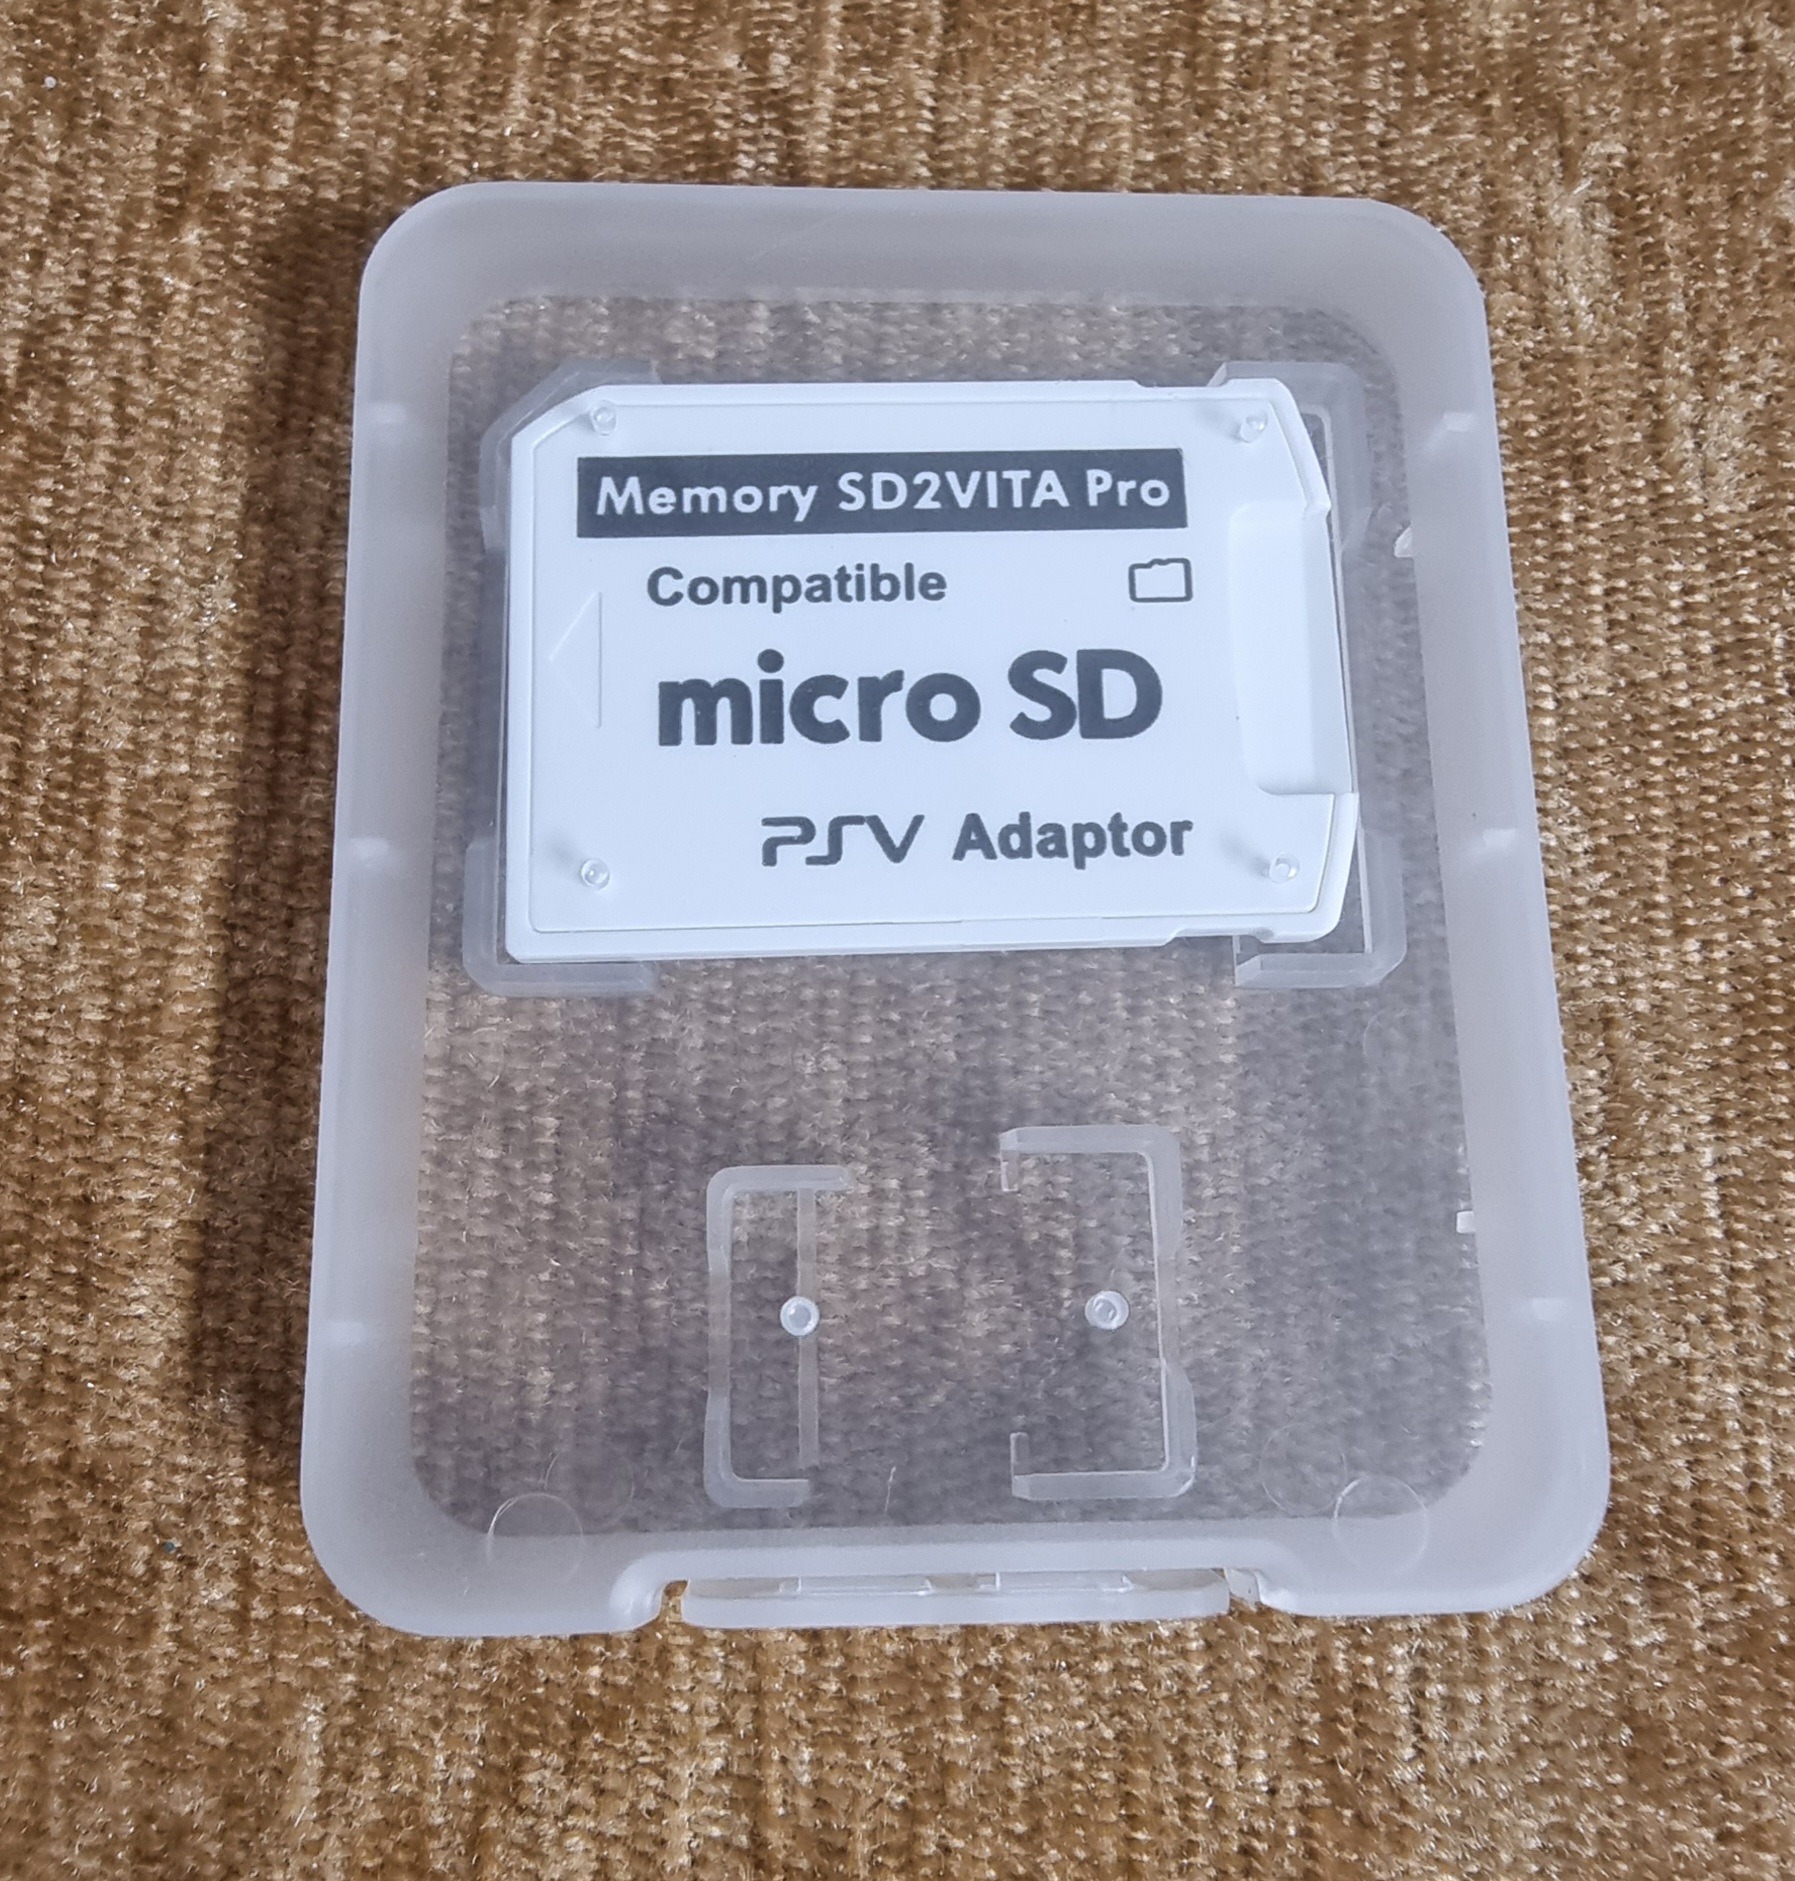 Memory SD2VITA Pro
Compatible
micro SD
PSV Adaptor